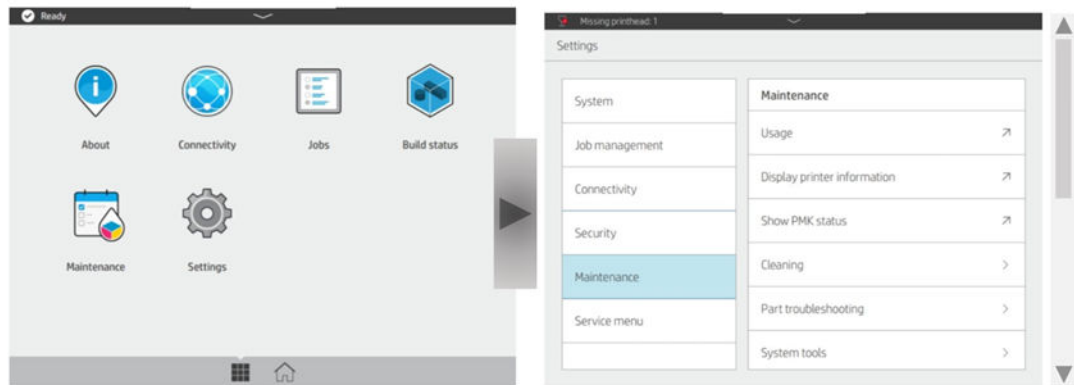 Ready
About
Connectivity
Jobs
Build status
Maintenance
Settings
Missing printhead: 1
Settings
System
Job management
Connectivity
Security
Maintenance
Service menu
Maintenance
Usage
Display printer information
Show PMK status
Cleaning
Part troubleshooting
System tools